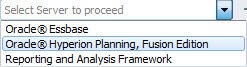 Select Server to proceed
Oracle® Essbase
Oracle® Hyperion Planning, Fusion Edition
Reporting and Analysis Framework